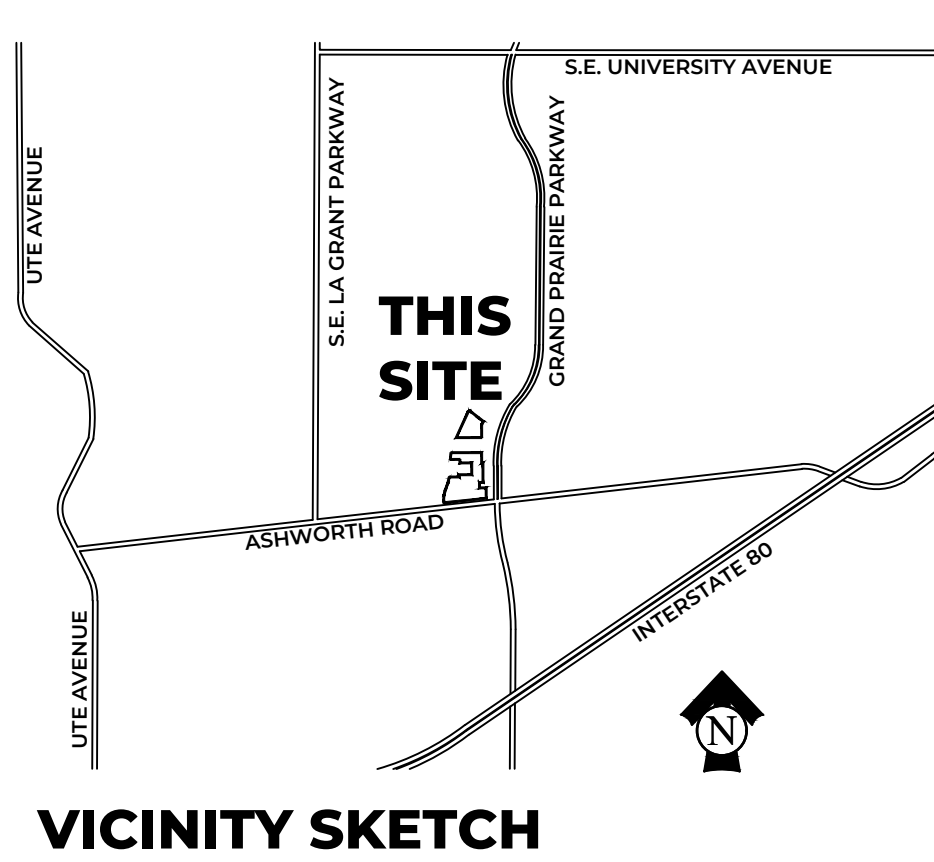 S.E. UNIVERSITY AVENUE
UTE AVENUE
S.E. LA GRANT PARKWAY
GRAND PRAIRIE PARKWAY
THIS
SITE
ASHWORTH ROAD
INTERSTATE 80
UTE AVENUE
N
VICINITY SKETCH